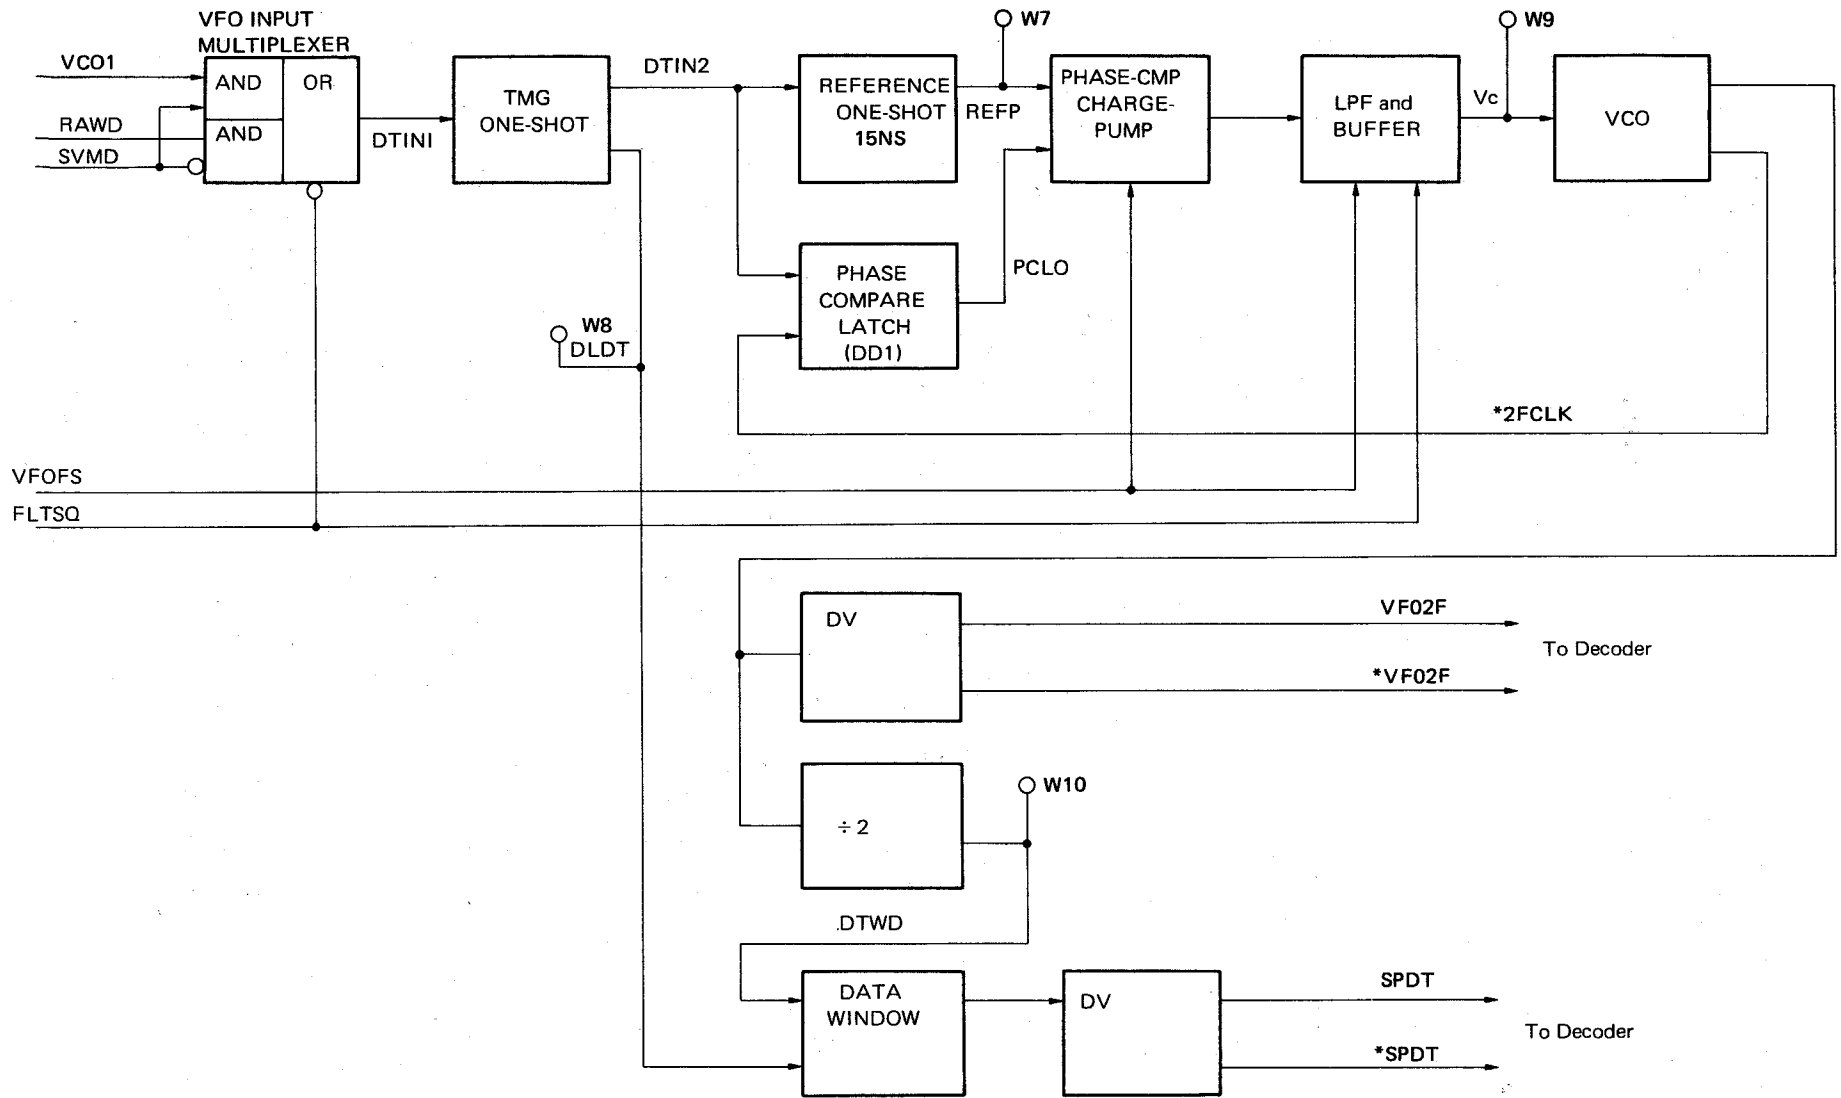 VFO INPUT
MULTIPLEXER
VCO1
RAWD
SVMD
AND
AND
OR
DTIN1
TMG
ONE-SHOT
DTIN2
REFERENCE
ONE-SHOT
15NS
W7
REFP
PHASE-CMP
CHARGE-
PUMP
LPF and
BUFFER
Vc
W9
VCO
PHASE
COMPARE
LATCH
(DD1)
PCLO
W8
DLDT
*2FCLK
VFOFS
FLTSQ
DV
VF02F
*VF02F
To Decoder
÷ 2
W10
.DTWD
DATA
WINDOW
DV
SPDT
*SPDT
To Decoder